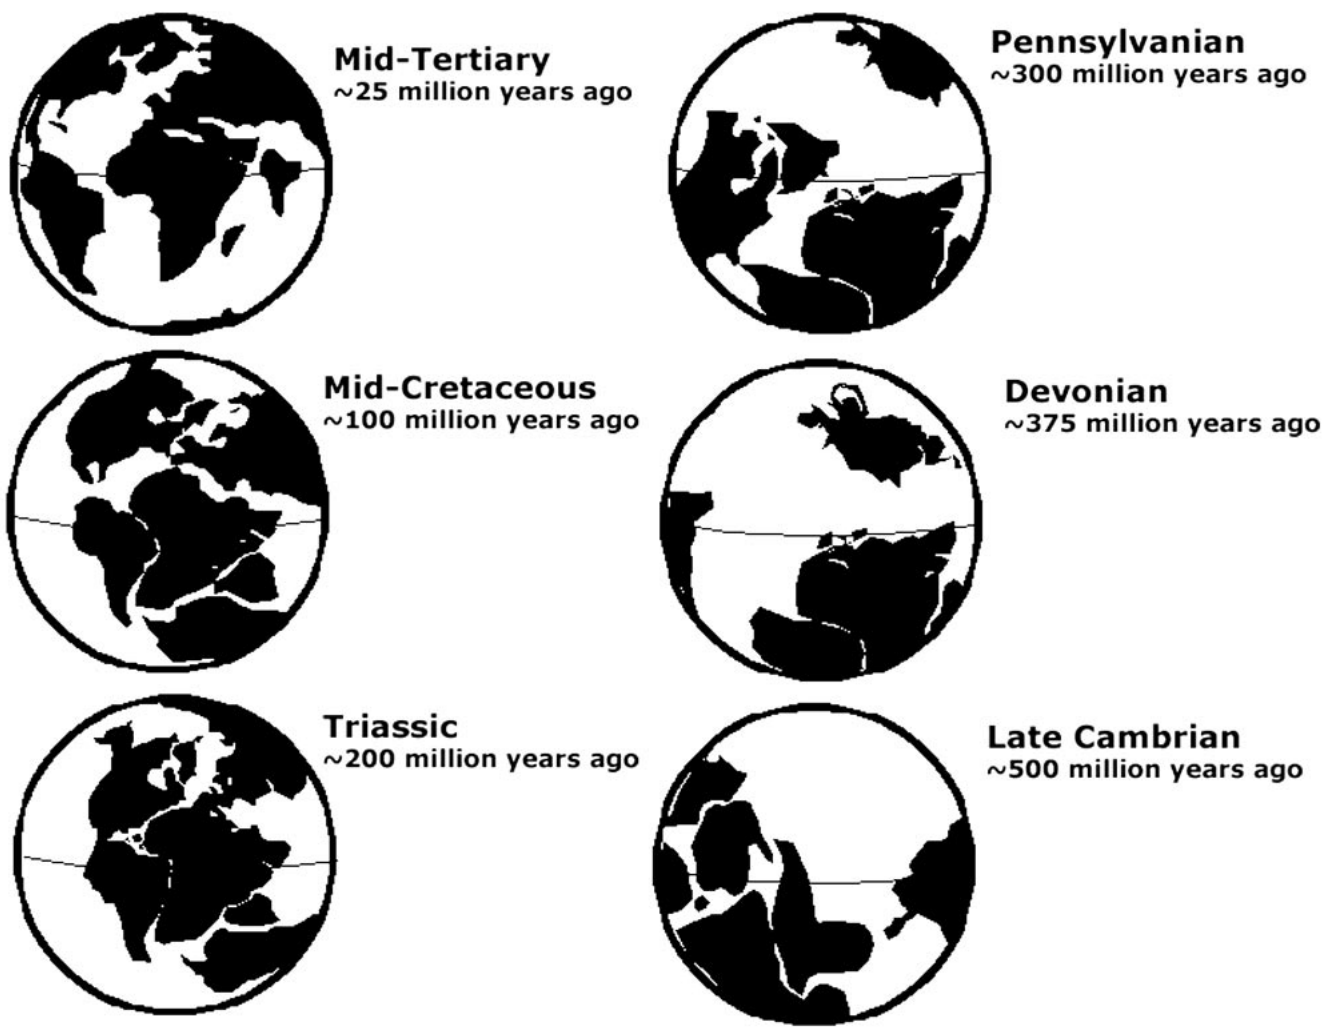 Mid-Tertiary
~25 million years ago
Pennsylvanian
~300 million years ago
Mid-Cretaceous
~100 million years ago
Devonian
~375 million years ago
Triassic
~200 million years ago
Late Cambrian
~500 million years ago